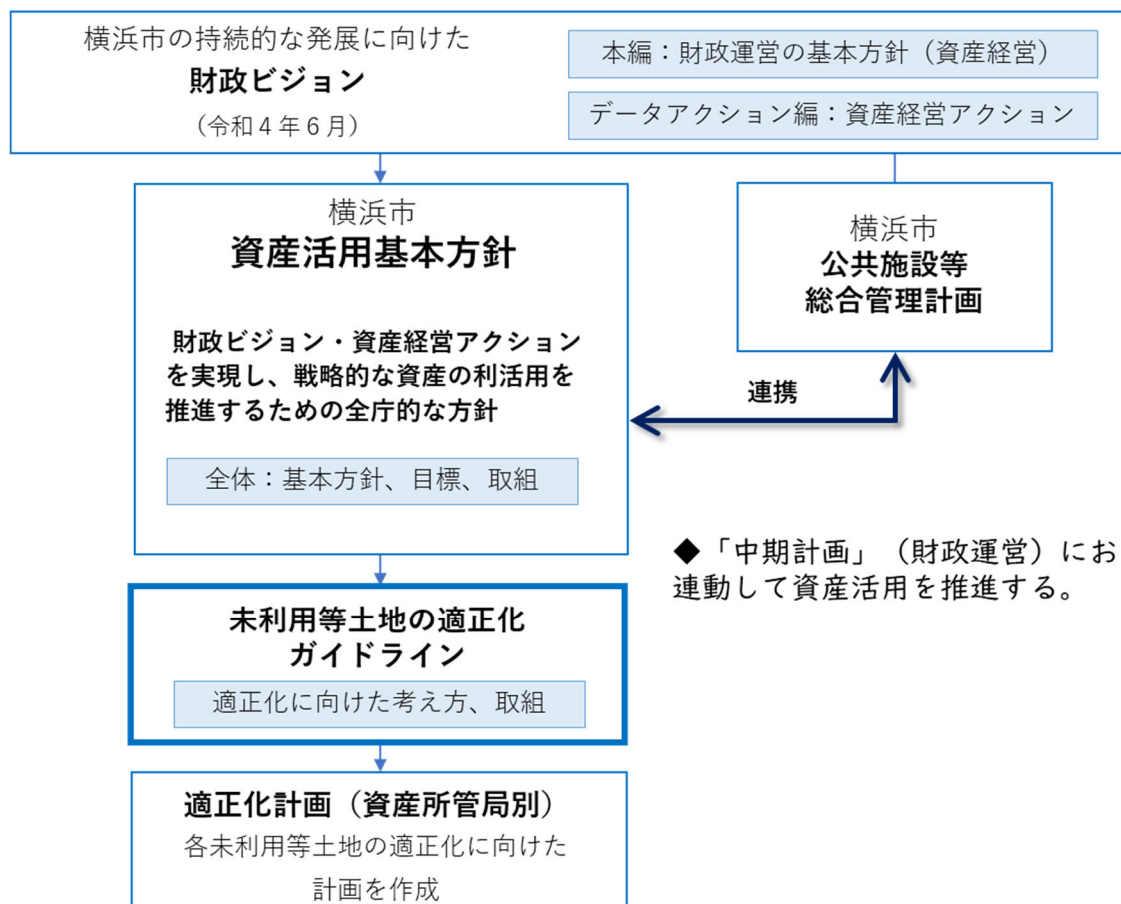 横浜市の持続的な発展に向けた
財政ビジョン
（令和４年６月）
本編：財政運営の基本方針（資産経営）
データアクション編：資産経営アクション
横浜市
資産活用基本方針
財政ビジョン・資産経営アクション
を実現し、戦略的な資産の利活用を
推進するための全庁的な方針
全体：基本方針、目標、取組
横浜市
公共施設等
総合管理計画
連携
◆「中期計画」（財政運営）にお
連動して資産活用を推進する。
未利用等土地の適正化
ガイドライン
適正化に向けた考え方、取組
適正化計画（資産所管局別）
各未利用等土地の適正化に向けた
計画を作成